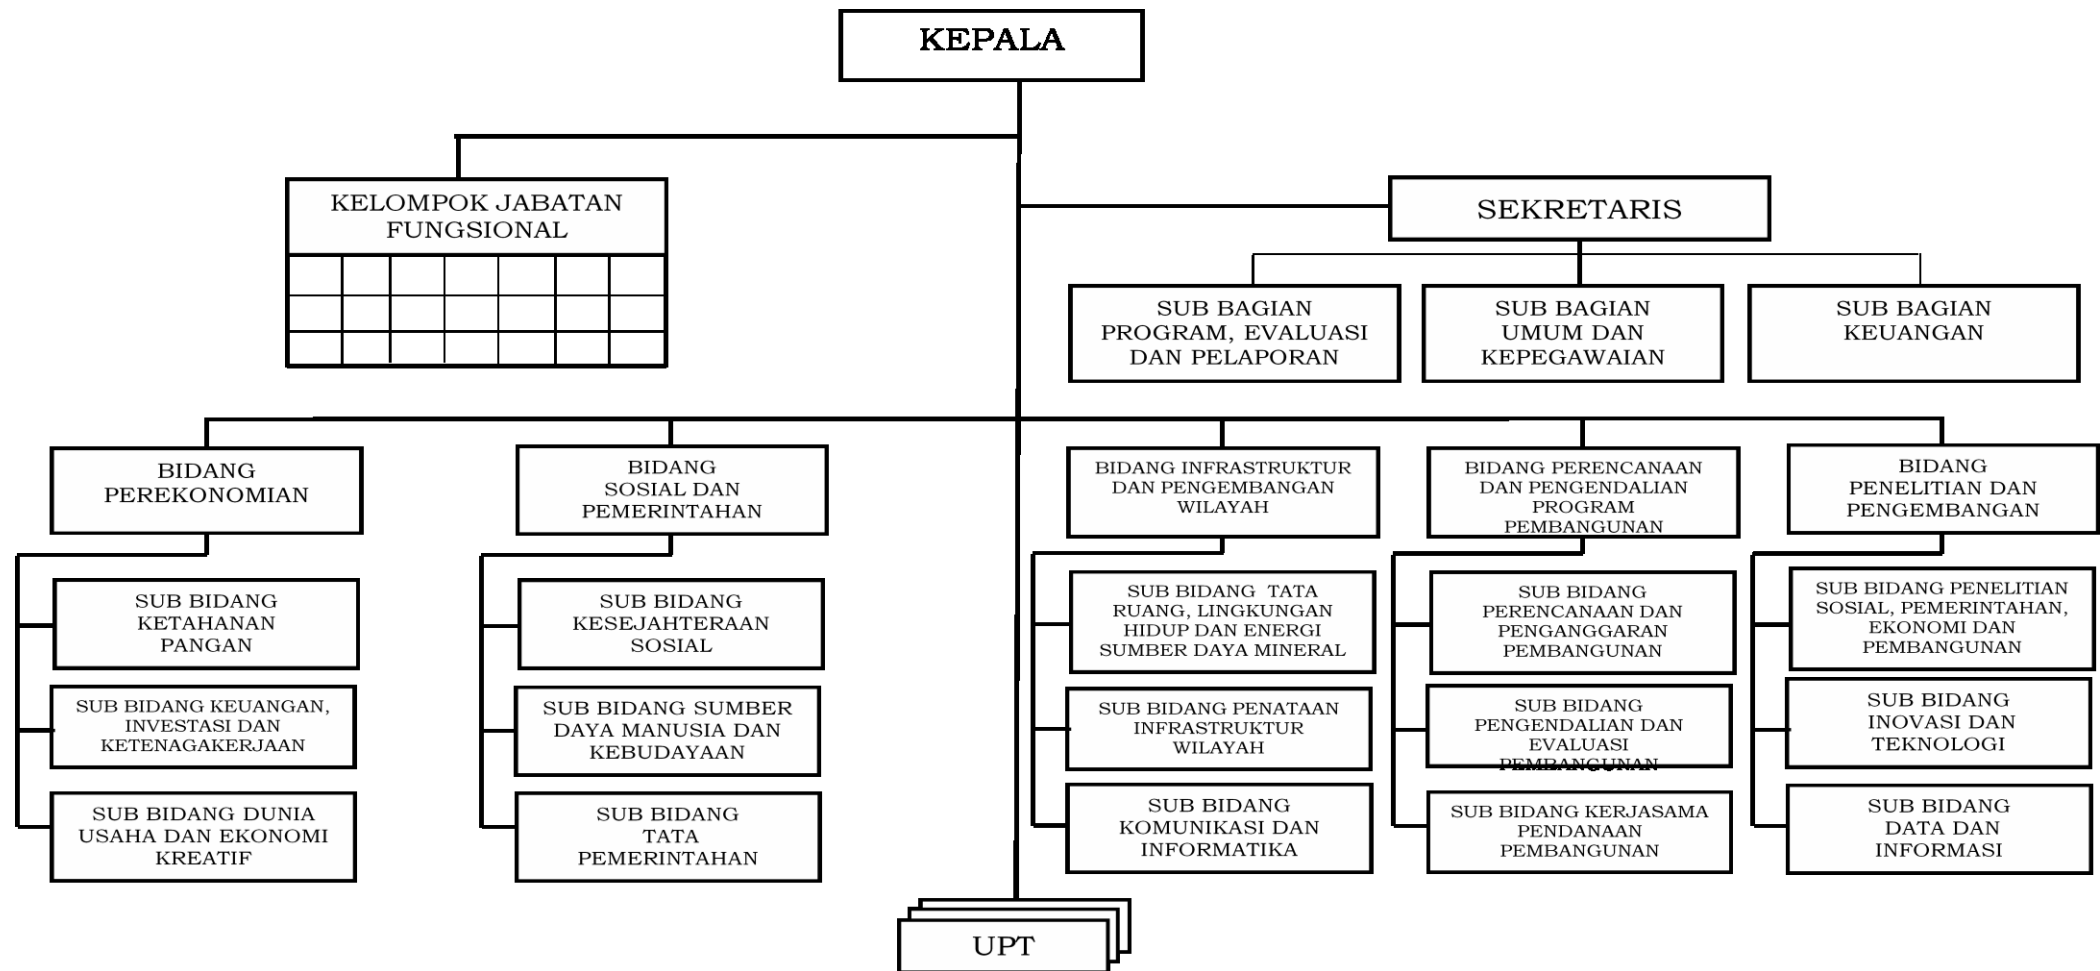 KEPALA
KELOMPOK JABATAN
FUNGSIONAL
SEKRETARIS
SUB BAGIAN
PROGRAM, EVALUASI
DAN PELAPORAN
SUB BAGIAN
UMUM DAN
KEPEGAWAIAN
SUB BAGIAN
KEUANGAN
BIDANG
PEREKONOMIAN
BIDANG
SOSIAL DAN
PEMERINTAHAN
BIDANG INFRASTRUKTUR
DAN PENGEMBANGAN
WILAYAH
BIDANG PERENCANAAN
DAN PENGENDALIAN
PROGRAM
PEMBANGUNAN
BIDANG
PENELITIAN DAN
PENGEMBANGAN
SUB BIDANG
KETAHANAN
PANGAN
SUB BIDANG
KESEJAHTERAAN
SOSIAL
SUB BIDANG TATA
RUANG, LINGKUNGAN
HIDUP DAN ENERGI
SUMBER DAYA MINERAL
SUB BIDANG
PERENCANAAN DAN
PENGANGGARAN
PEMBANGUNAN
SUB BIDANG PENELITIAN
SOSIAL, PEMERINTAHAN,
EKONOMI DAN
PEMBANGUNAN
SUB BIDANG KEUANGAN,
INVESTASI DAN
KETENAGAKERJAAN
SUB BIDANG SUMBER
DAYA MANUSIA DAN
KEBUDAYAAN
SUB BIDANG PENATAAN
INFRASTRUKTUR
WILAYAH
SUB BIDANG
PENGENDALIAN DAN
EVALUASI
PEMBANGUNAN
SUB BIDANG
INOVASI DAN
TEKNOLOGI
SUB BIDANG DUNIA
USAHA DAN EKONOMI
KREATIF
SUB BIDANG
TATA
PEMERINTAHAN
SUB BIDANG
KOMUNIKASI DAN
INFORMATIKA
SUB BIDANG KERJASAMA
PENDANAAN
PEMBANGUNAN
SUB BIDANG
DATA DAN
INFORMASI
UPT